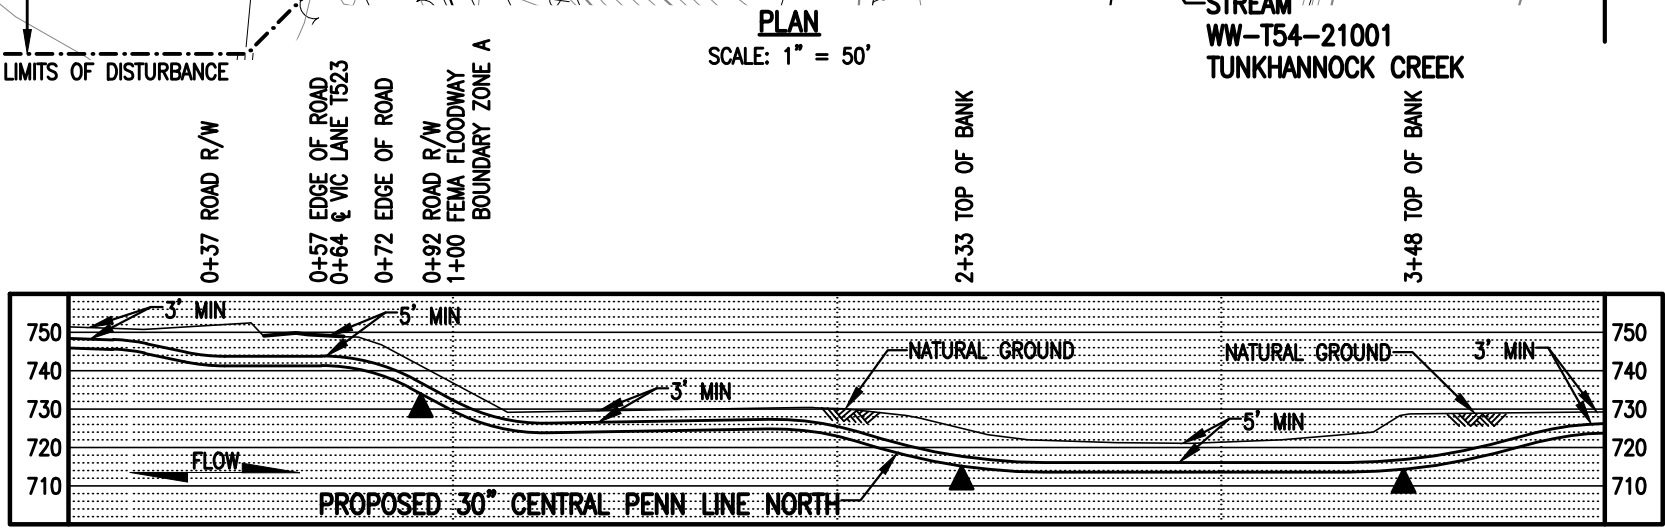 PLAN
SCALE: 1" = 50'
STREAM
WW-T54-21001
TUNKHANNOCK CREEK
LIMITS OF DISTURBANCE
0+37 ROAD R/W
0+57 EDGE OF ROAD
0+64 ℄ VIC LANE T523
0+72 EDGE OF ROAD
0+92 ROAD R/W
1+00 FEMA FLOODWAY
BOUNDARY ZONE A
2+33 TOP OF BANK
3+48 TOP OF BANK
3' MIN
5' MIN
750
750
NATURAL GROUND
NATURAL GROUND
3' MIN
740
740
3' MIN
730
730
5' MIN
720
720
FLOW
710
710
PROPOSED 30" CENTRAL PENN LINE NORTH